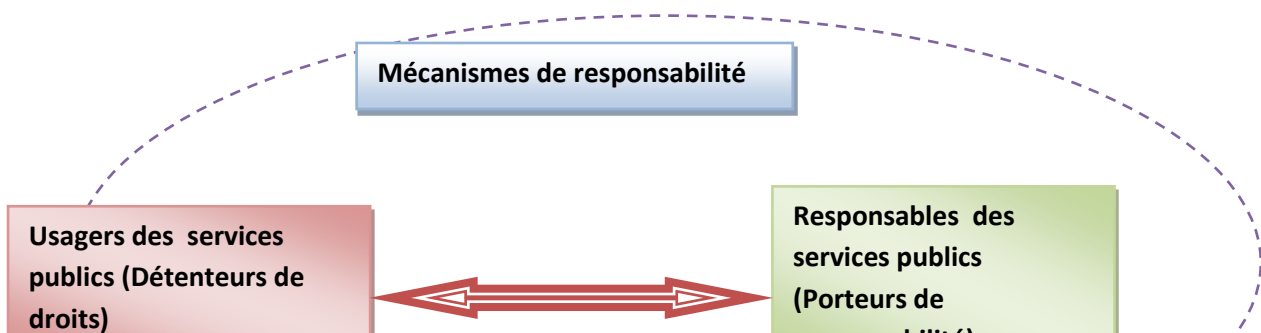 Mécanismes de responsabilité
Usagers des services
publics (Détenteurs de
droits)
Responsables des
services publics
(Porteurs de